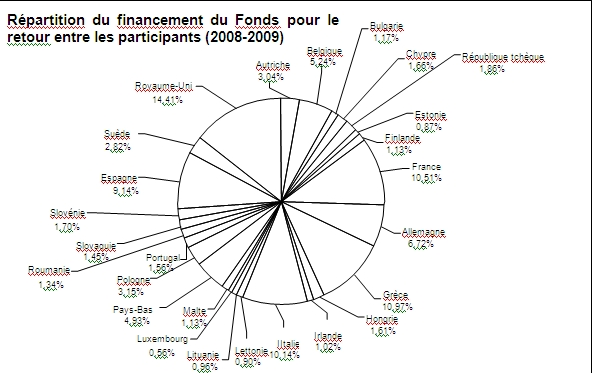 Répartition du financement du Fonds pour le
retour entre les participants (2008-2009)
Autriche
3,04%
Belgique
5,24%
Bulgarie
1,17%
Chypre
1,66%
République tchèque
1,86%
Estonie
0,87%
Finlande
1,13%
France
10,51%
Allemagne
6,72%
Grèce
10,97%
Hongrie
1,61%
Irlande
1,02%
lItalie
10,14%
Lettonie
0,90%
Lituanie
0,96%
Luxembourg
0,56%
Malte
1,13%
Pays-Bas
4,93%
Pologne
3,15%
Portugal
1,56%
Roumanie
1,34%
Slovaquie
1,45%
Slovénie
1,70%
Espagne
9,14%
Suède
2,82%
Royaume-Uni
14,41%